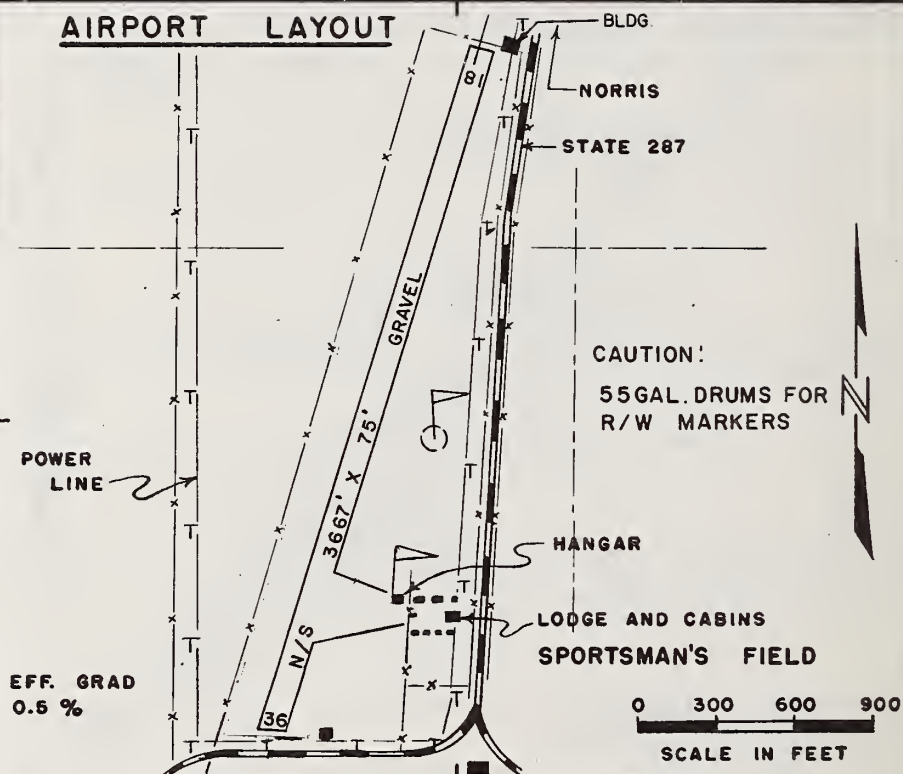 AIRPORT LAYOUT
BLDG.
18
NORRIS
STATE 287
GRAVEL
3667' X 75'
CAUTION:
55GAL. DRUMS FOR
R/W MARKERS
N
POWER
LINE
HANGAR
LODGE AND CABINS
SPORTSMAN'S FIELD
N/S
EFF. GRAD
0.5 %
36
0 300 600 900
SCALE IN FEET